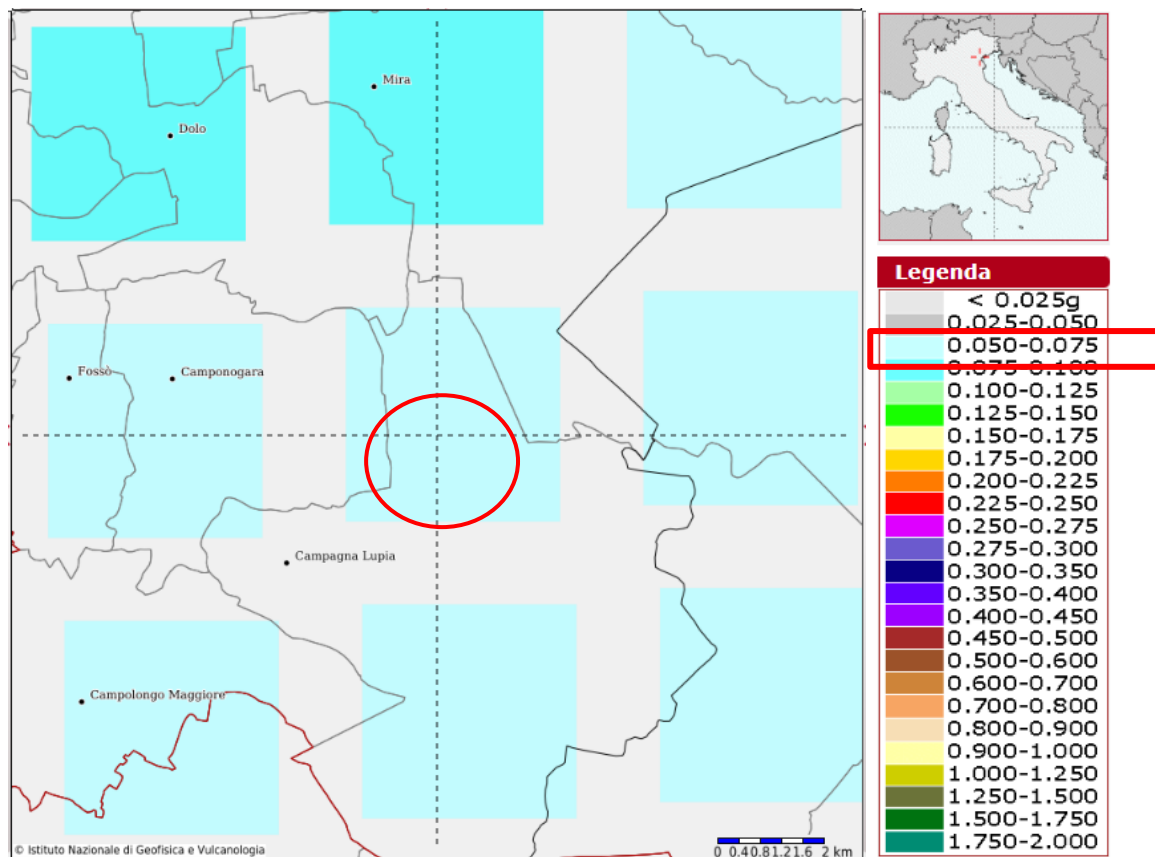 Mira
Dolo
Fossò
Camponogara
Campagna Lupia
Campolongo Maggiore
© Istituto Nazionale di Geofisica e Vulcanologia
0 0.40.81.21.6 2 km
Legenda
< 0.025g
0.025-0.050
0.050-0.075
0.075-0.100
0.100-0.125
0.125-0.150
0.150-0.175
0.175-0.200
0.200-0.225
0.225-0.250
0.250-0.275
0.275-0.300
0.300-0.350
0.350-0.400
0.400-0.450
0.450-0.500
0.500-0.600
0.600-0.700
0.700-0.800
0.800-0.900
0.900-1.000
1.000-1.250
1.250-1.500
1.500-1.750
1.750-2.000